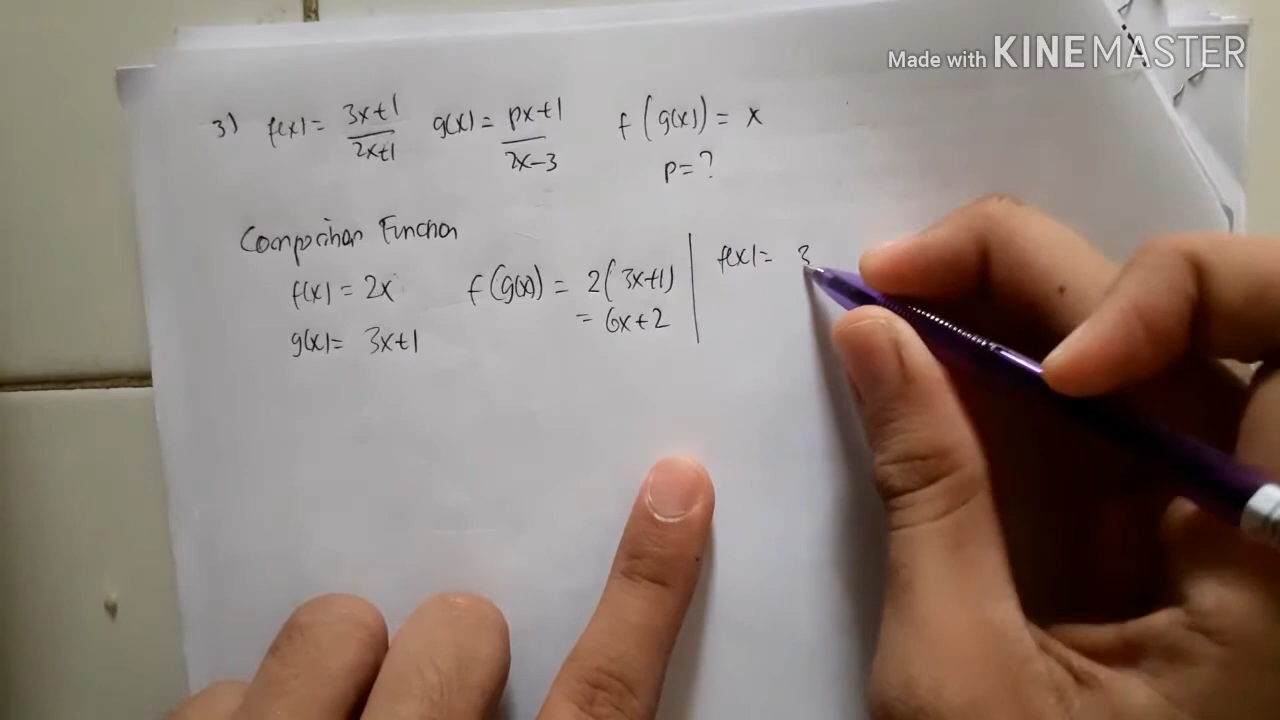 Made with KINEMASTER
3) f(x) = 3x+1/2x+1 g(x) = px+1/2x-3 f(g(x)) = x
p = ?
Composition Function
f(x) = 2x f(g(x)) = 2(3x+1) f(x) = 3
= 6x+2
g(x) = 3x+1